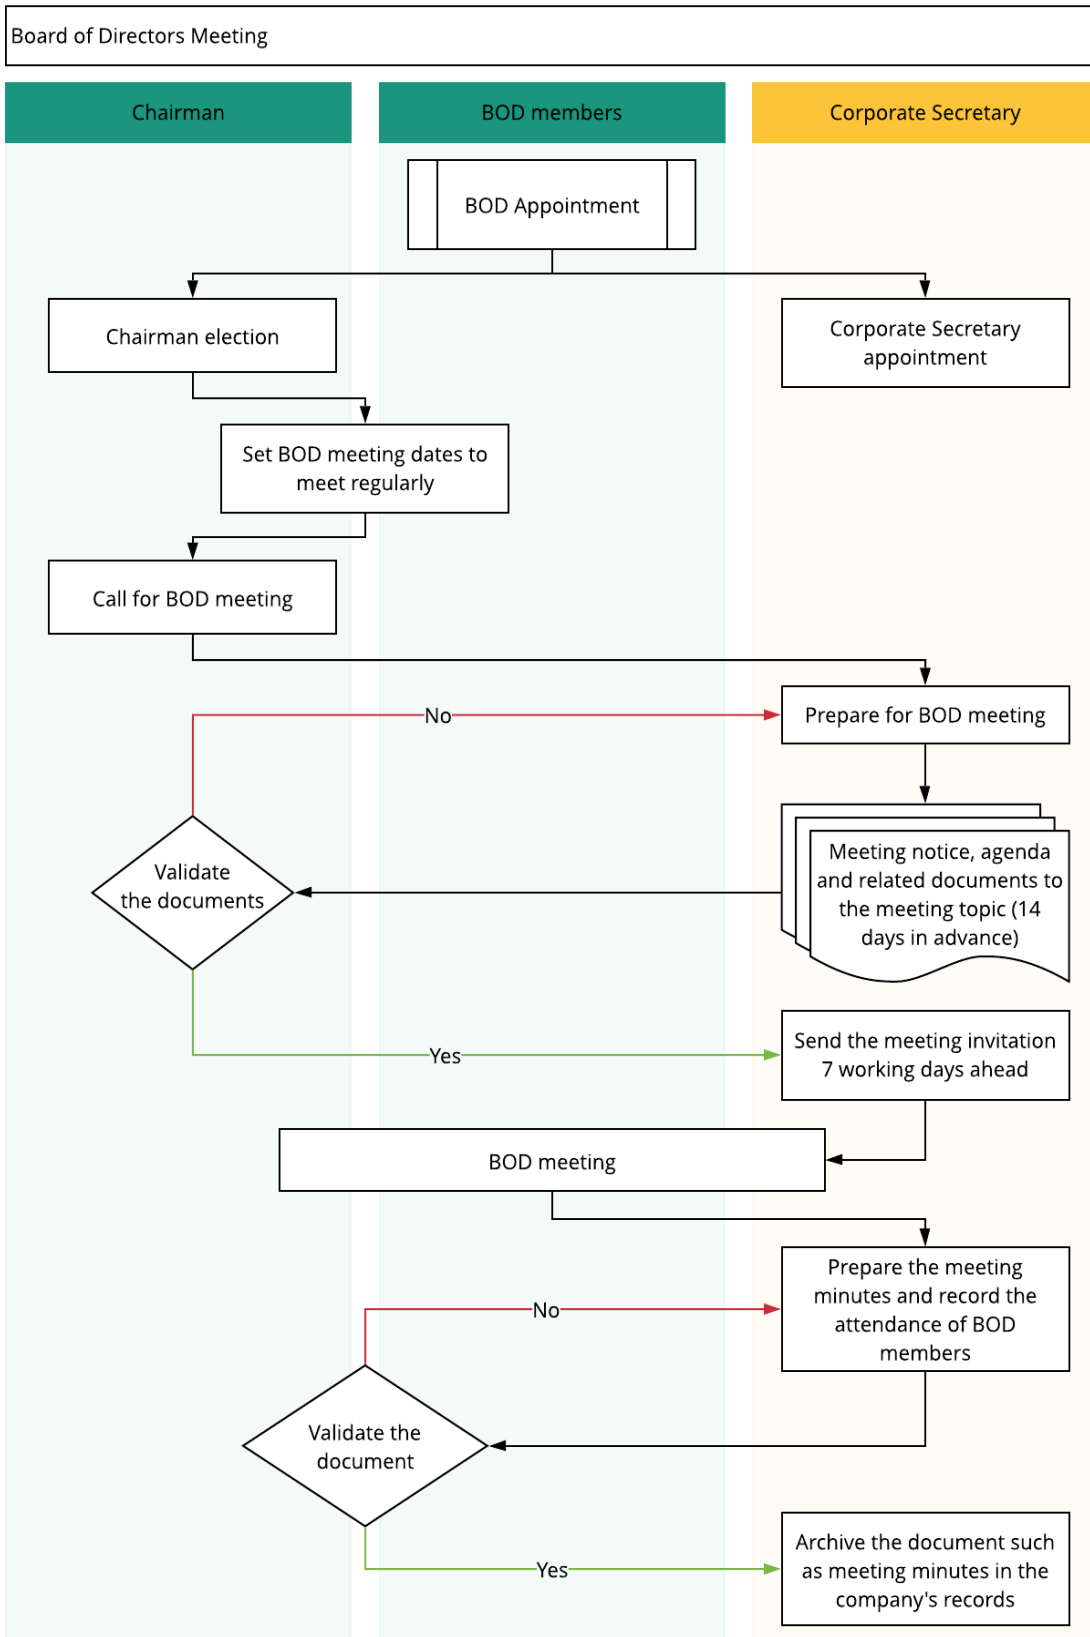 Board of Directors Meeting
Chairman
BOD members
Corporate Secretary
BOD Appointment
Chairman election
Corporate Secretary
appointment
Set BOD meeting dates to
meet regularly
Call for BOD meeting
No
Prepare for BOD meeting
Validate
the documents
Meeting notice, agenda
and related documents to
the meeting topic (14
days in advance)
Yes
Send the meeting invitation
7 working days ahead
BOD meeting
Prepare the meeting
minutes and record the
attendance of BOD
members
No
Validate the
document
Yes
Archive the document such
as meeting minutes in the
company's records